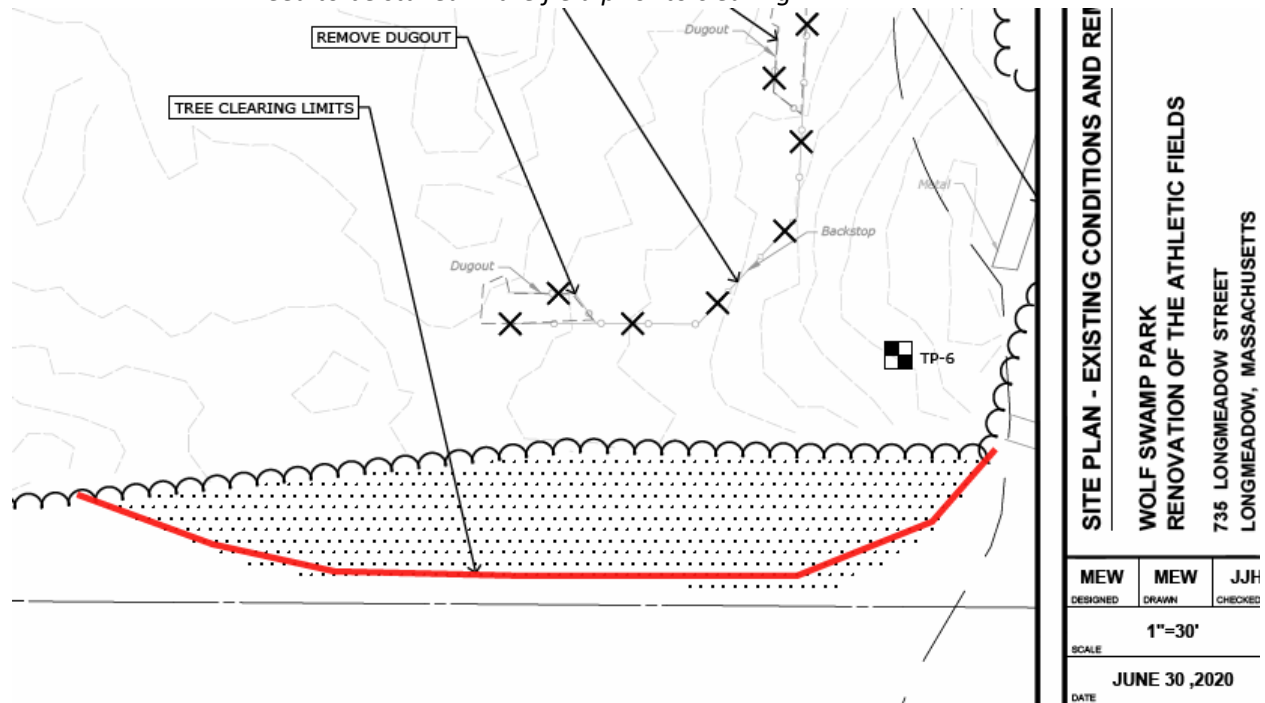 REMOVE DUGOUT
TREE CLEARING LIMITS
Dugout
Metal
Backstop
Dugout
TP-6
SITE PLAN - EXISTING CONDITIONS AND
WOLF SWAMP PARK
RENOVATION OF THE ATHLETIC FIELDS
735 LONGMEADOW STREET
LONGMEADOW, MASSACHUSETTS
MEW
MEW
JJH
DESIGNED
DRAWN
CHECKED
1"=30'
SCALE
JUNE 30 ,2020
DATE